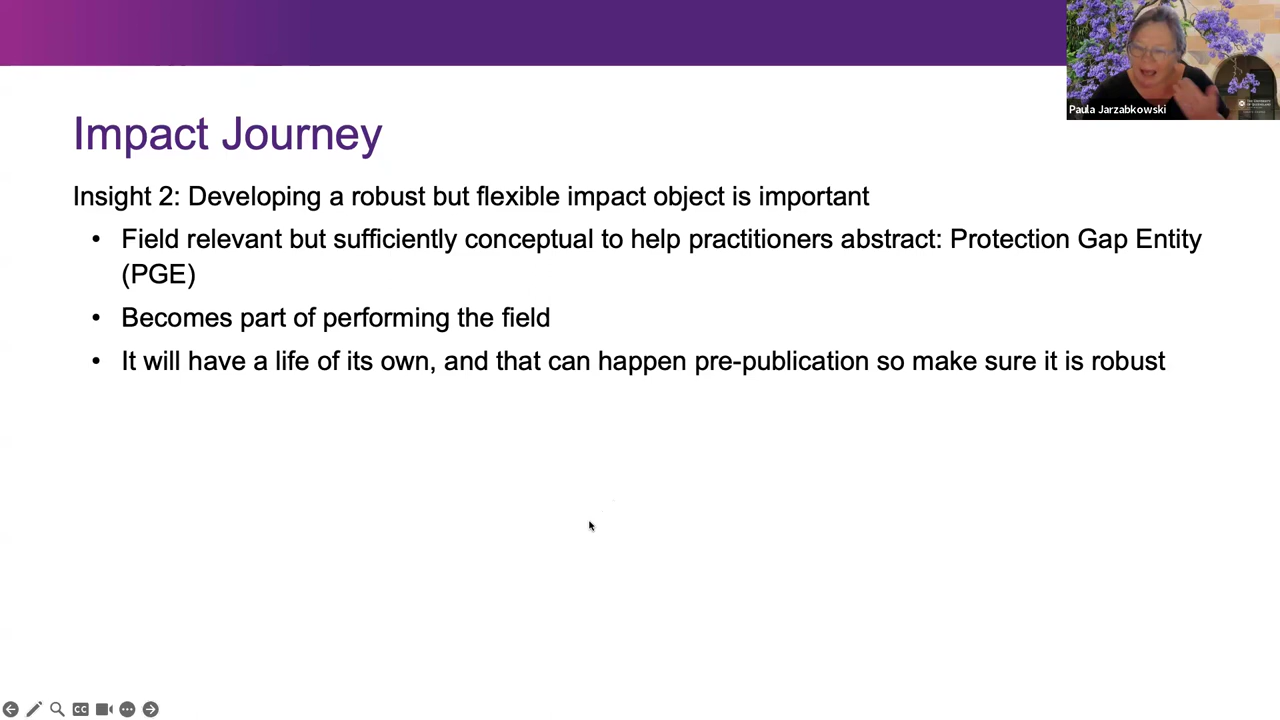 Paula Jarzabkowski
Impact Journey
Insight 2: Developing a robust but flexible impact object is important
• Field relevant but sufficiently conceptual to help practitioners abstract: Protection Gap Entity
(PGE)
• Becomes part of performing the field
• It will have a life of its own, and that can happen pre-publication so make sure it is robust
CC